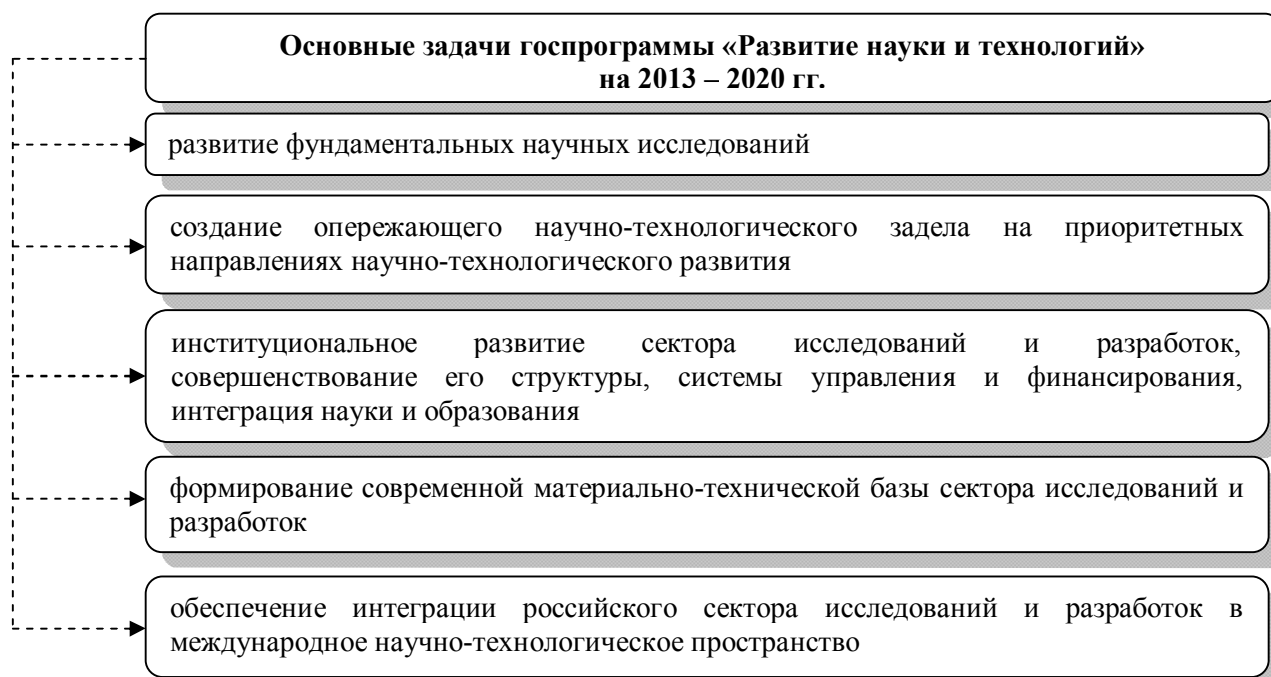 Основные задачи госпрограммы «Развитие науки и технологий»
на 2013 – 2020 гг.
развитие фундаментальных научных исследований
создание опережающего научно-технологического задела на приоритетных
направлениях научно-технологического развития
институциональное развитие сектора исследований и разработок,
совершенствование его структуры, системы управления и финансирования,
интеграция науки и образования
формирование современной материально-технической базы сектора исследований и
разработок
обеспечение интеграции российского сектора исследований и разработок в
международное научно-технологическое пространство